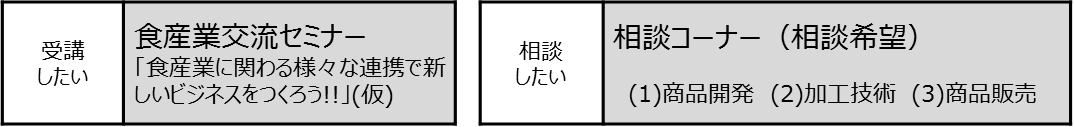 受講
したい
食産業交流セミナー
「食産業に関わる様々な連携で新
しいビジネスをつくろう!!」(仮)
相談
したい
相談コーナー（相談希望）
(1)商品開発 (2)加工技術 (3)商品販売